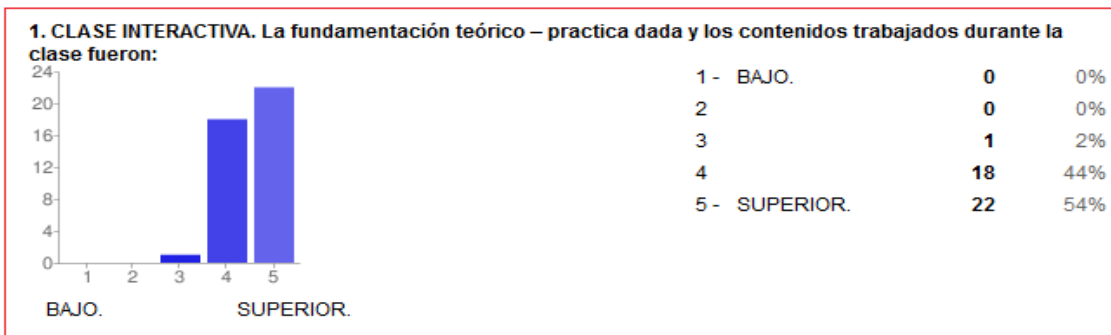 1. CLASE INTERACTIVA. La fundamentación teórico – practica dada y los contenidos trabajados durante la
clase fueron:
24
20
16
12
8
4
0
1 2 3 4 5
BAJO. SUPERIOR.
1 - BAJO. 0 0%
2 0 0%
3 1 2%
4 18 44%
5 - SUPERIOR. 22 54%